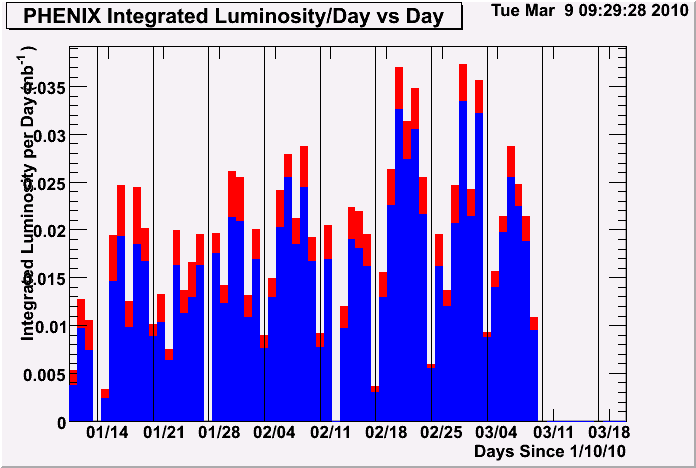 PHENIX Integrated Luminosity/Day vs Day
Tue Mar 9 09:29:28 2010
Integrated Luminosity per Day (nb-1)
0.035
0.03
0.025
0.02
0.015
0.01
0.005
0
01/14 01/21 01/28 02/04 02/11 02/18 02/25 03/04 03/11 03/18
Days Since 1/10/10